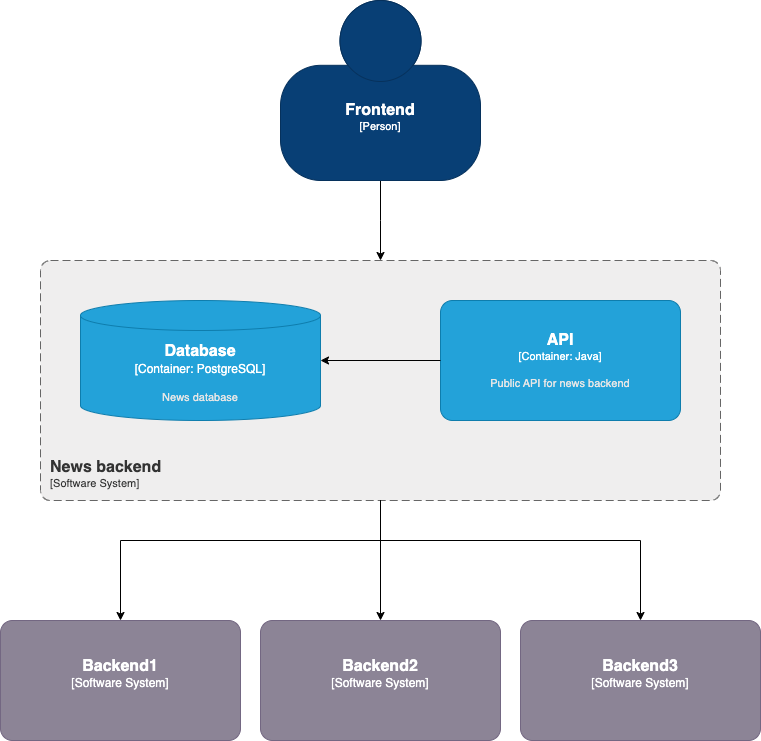 Frontend
[Person]
Database
[Container: PostgreSQL]
News database
API
[Container: Java]
Public API for news backend
News backend
[Software System]
Backend1
[Software System]
Backend2
[Software System]
Backend3
[Software System]